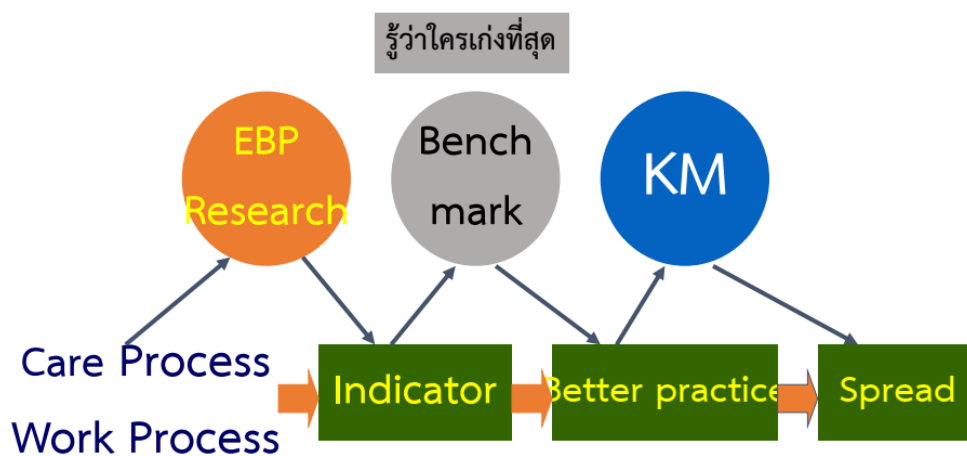 รู้ว่าใครเก่งที่สุด
EBP
Research
Bench
mark
KM
Care Process
Work Process
Indicator
Better practice
Spread